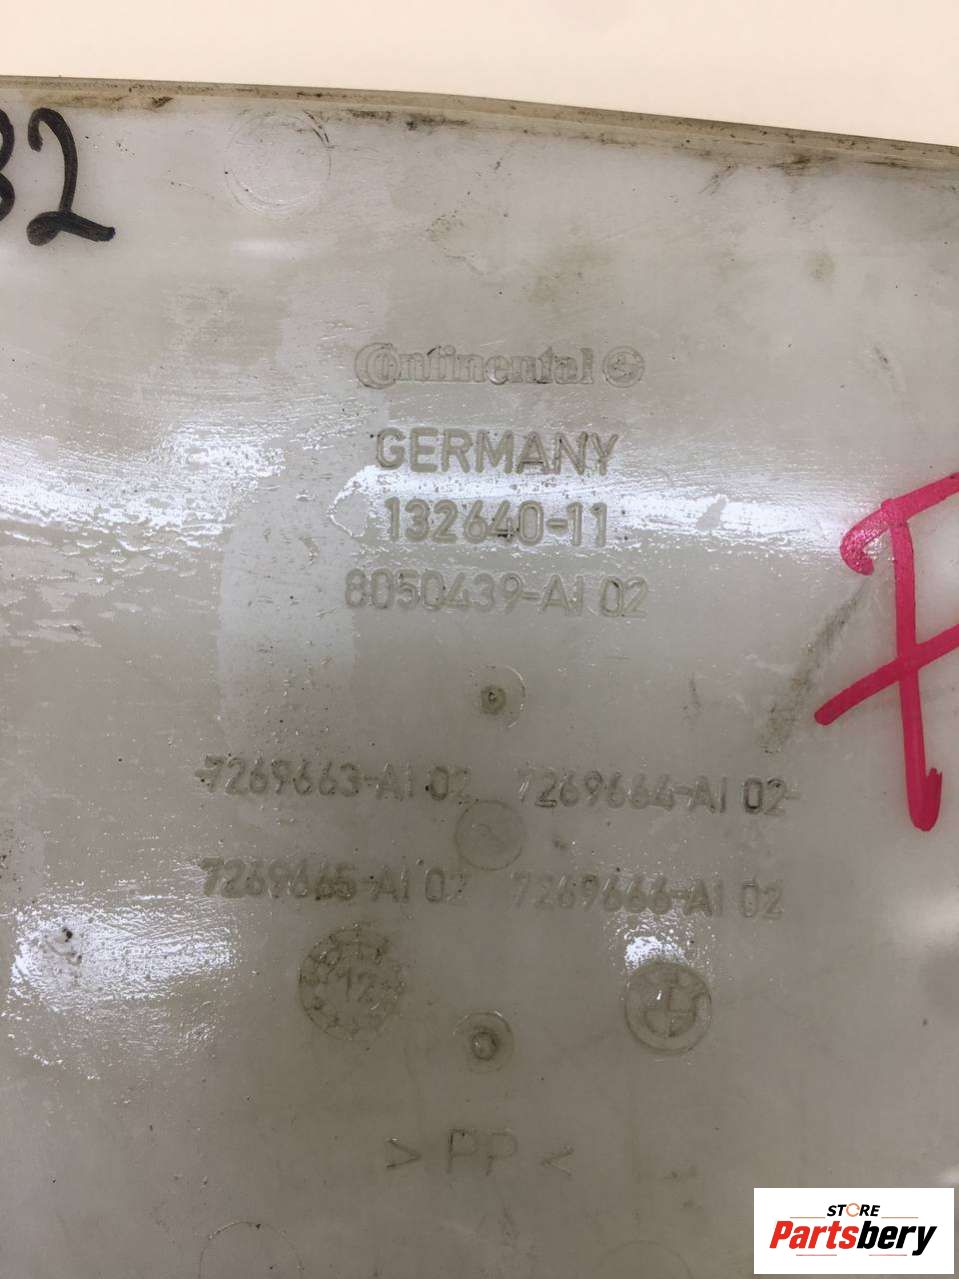 32
Continental
GERMANY
132640-11
8050439-AI 02
7269663-AI 02 7269664-AI 02
7269665-AI 02 7269666-AI 02
12
> PP <
STORE
Partsbery